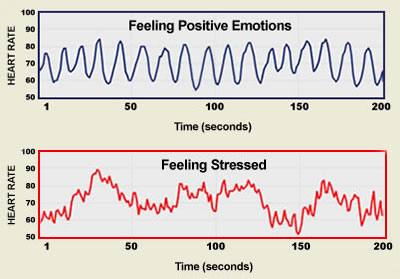 Feeling Positive Emotions
HEART RATE
100
90
80
70
60
50
1 50 100 150 200
Time (seconds)
Feeling Stressed
HEART RATE
100
90
80
70
60
50
1 50 100 150 200
Time (seconds)